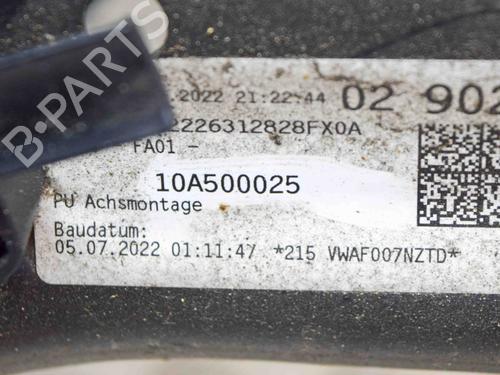 B-PARTS
.2022 21:22:44 02 902
2226312828FX0A
FA01 -
10A500025
PU Achsmontage
Baudatum:
05.07.2022 01:11:47 *215 VWAF007NZTD*